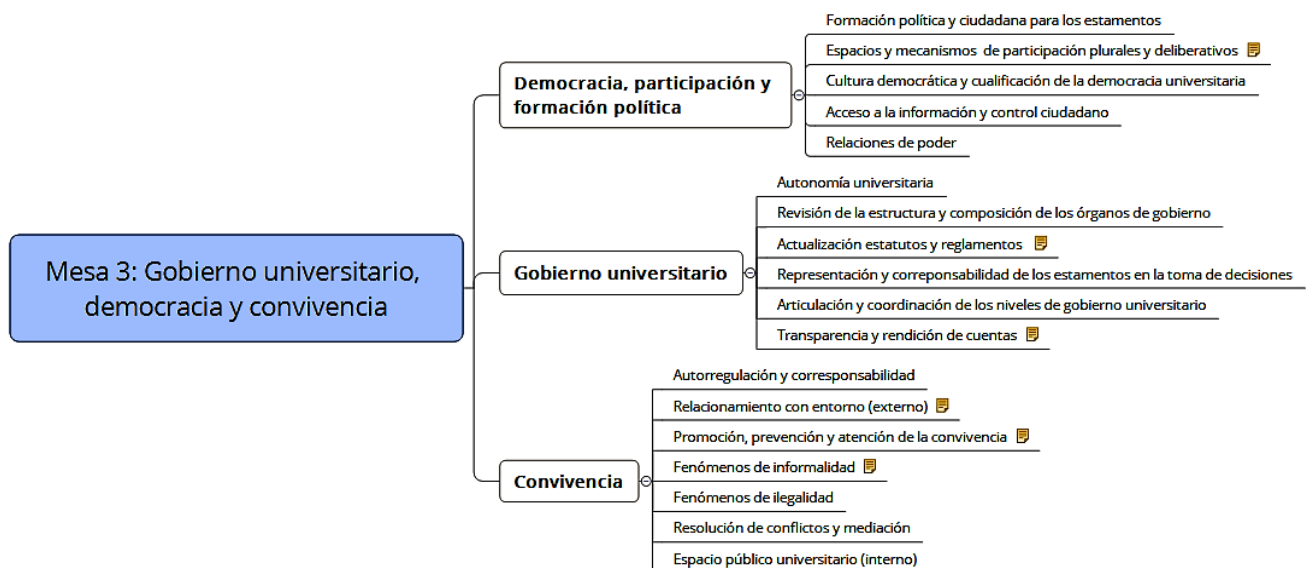 Mesa 3: Gobierno universitario,
democracia y convivencia
Democracia, participación y
formación política
Formación política y ciudadana para los estamentos
Espacios y mecanismos de participación plurales y deliberativos
Cultura democrática y cualificación de la democracia universitaria
Acceso a la información y control ciudadano
Relaciones de poder
Gobierno universitario
Autonomía universitaria
Revisión de la estructura y composición de los órganos de gobierno
Actualización estatutos y reglamentos
Representación y correponsabilidad de los estamentos en la toma de decisiones
Articulación y coordinación de los niveles de gobierno universitario
Transparencia y rendición de cuentas
Convivencia
Autorregulación y corresponsabilidad
Relacionamiento con entorno (externo)
Promoción, prevención y atención de la convivencia
Fenómenos de informalidad
Fenómenos de ilegalidad
Resolución de conflictos y mediación
Espacio público universitario (interno)